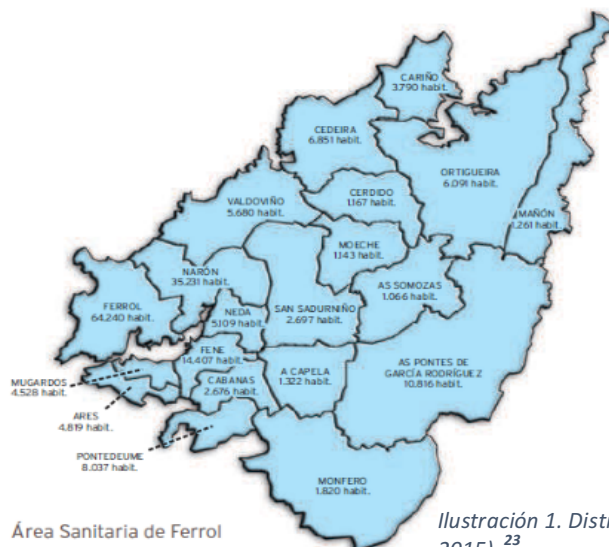 CARIÑO
3.790 habit.
CEDEIRA
6.851 habit.
ORTIGUEIRA
6.091 habit.
CERDIDO
1.167 habit.
VALDOVIÑO
5.680 habit.
MAÑÓN
1.261 habit.
MOECHE
1.143 habit.
NARÓN
35.231 habit.
AS SOMOZAS
1.066 habit.
FERROL
64.240 habit.
NEDA
5.109 habit.
SAN SADURNIÑO
2.697 habit.
FENE
14.407 habit.
A CAPELA
1.322 habit.
AS PONTES DE
GARCÍA RODRÍGUEZ
10.816 habit.
MUGARDOS
4.528 habit.
CABANAS
2.676 habit.
ARES
4.819 habit.
PONTEDEUME
8.037 habit.
MONFERO
1.820 habit.
Área Sanitaria de Ferrol
Ilustración 1. Distr
2015). 23